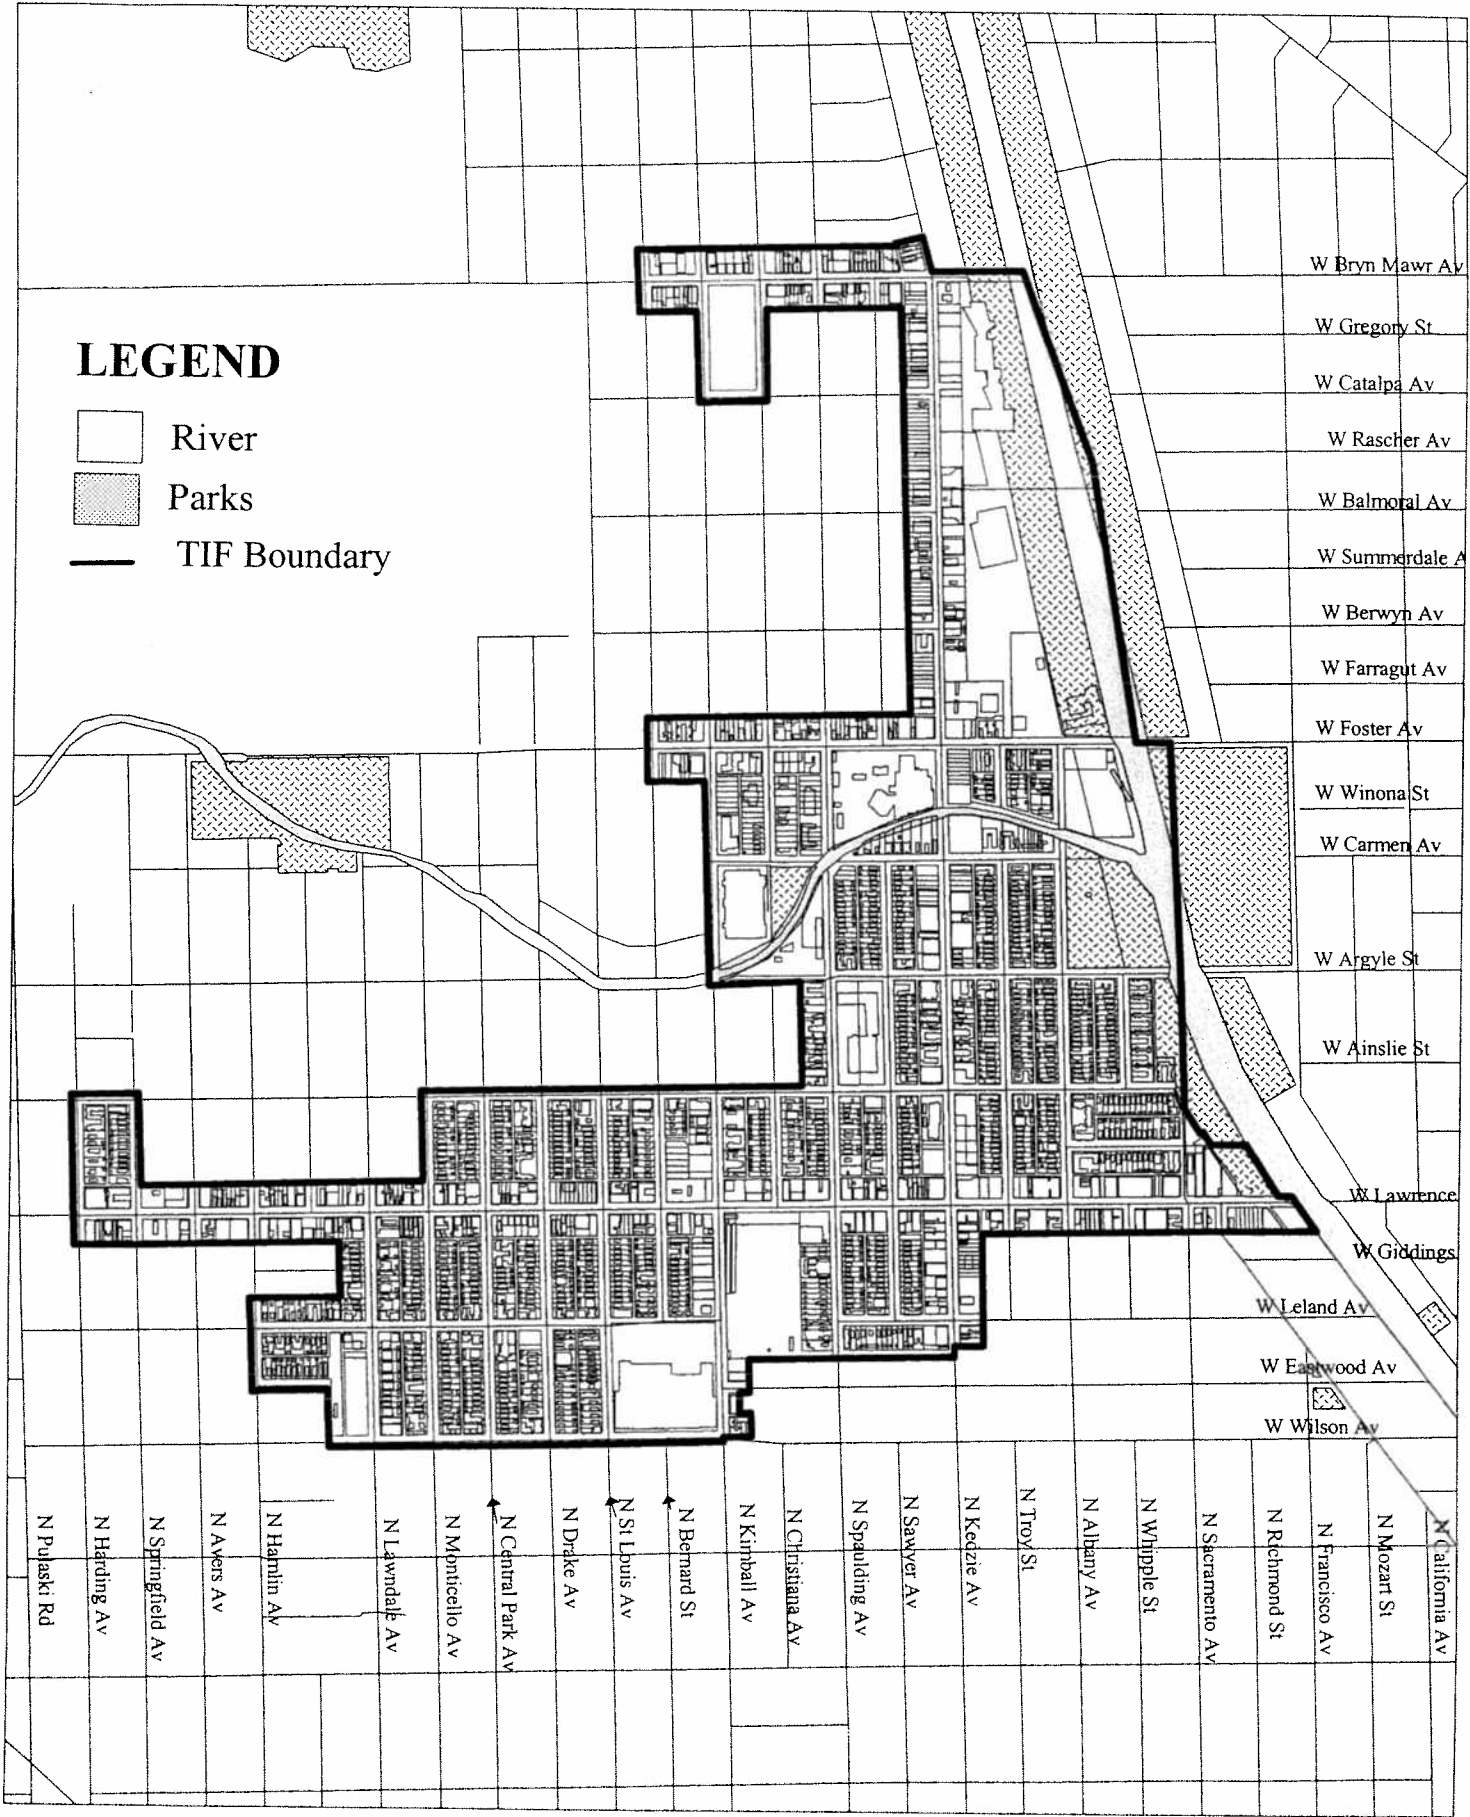 W Bryn Mawr Av
W Gregory St
LEGEND
W Catalpa Av
River
W Rascher Av
Parks
W Balmoral Av
TIF Boundary
W Summerdale A
W Berwyn Av
W Farragut Av
W Foster Av
W Winona St
W Carmen Av
W Argyle St
W Ainslie St
W Lawrence
W Giddings
W Leland Av
W Eastwood Av
W Wilson Av
N Pulaski Rd
N Harding Av
N Springfield Av
N Avers Av
N Hamlin Av
N Lawndale Av
N Monticello Av
N Central Park Av
N Drake Av
N St Louis Av
N Bernard St
N Kimball Av
N Christiana Av
N Spaulding Av
N Sawyer Av
N Kedzie Av
N Troy St
N Albany Av
N Whipple St
N Sacramento Av
N Richmond St
N Francisco Av
N Mozart St
N California Av